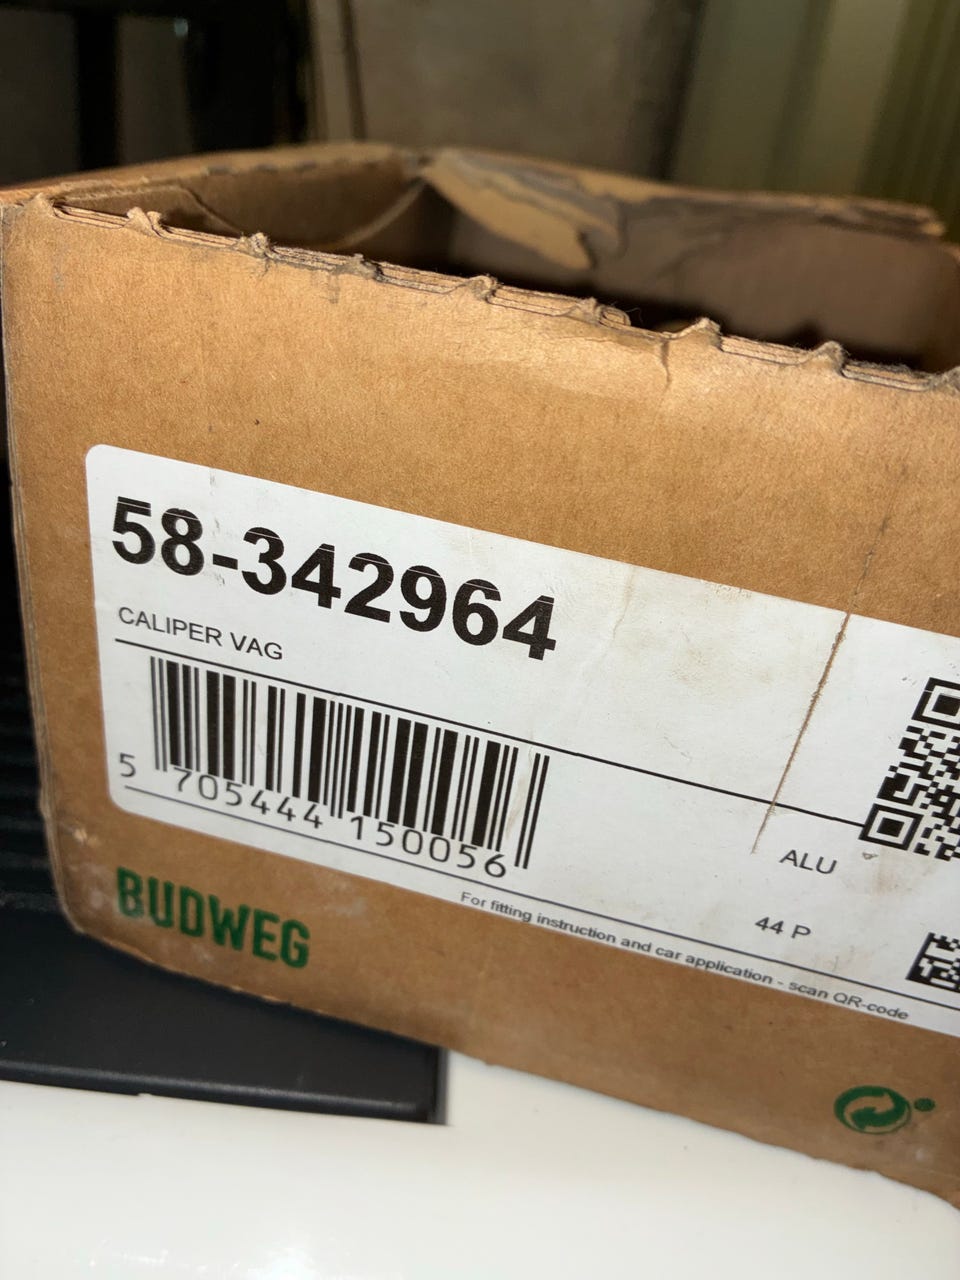 58-342964
CALIPER VAG
5 705444 150056
ALU
44 P
For fitting instruction and car application - scan QR-code
BUDWEG